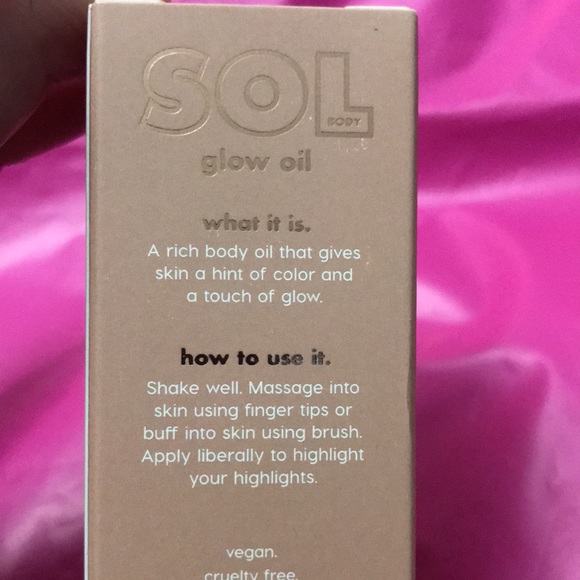 SOL
BODY
glow oil
what it is.
A rich body oil that gives
skin a hint of color and
a touch of glow.
how to use it.
Shake well. Massage into
skin using finger tips or
buff into skin using brush.
Apply liberally to highlight
your highlights.
vegan.
cruelty free.